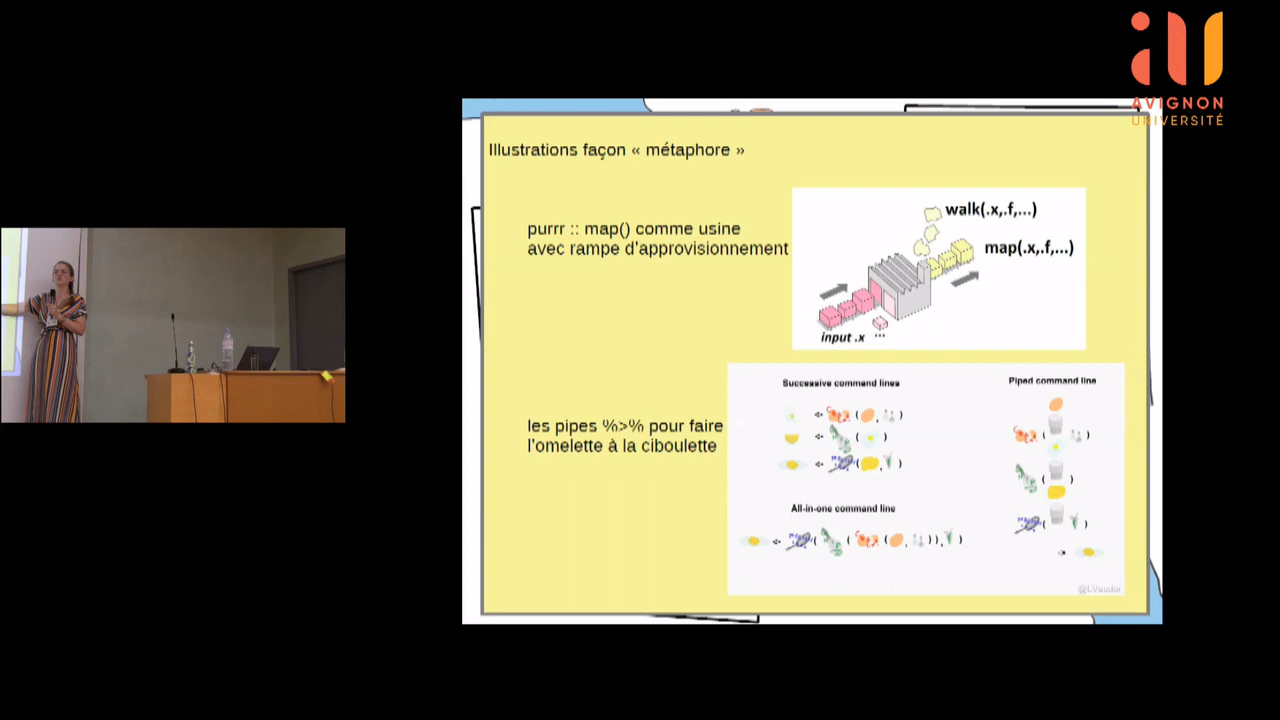 AVIGNON
UNIVERSITÉ
Illustrations façon « métaphore »
purrr :: map() comme usine
avec rampe d'approvisionnement
walk(.x,.f,...)
map(.x,.f,...)
input .x ...
les pipes %>% pour faire
l'omelette à la ciboulette
Successive command lines
Piped command line
All-in-one command line
@LVaudor